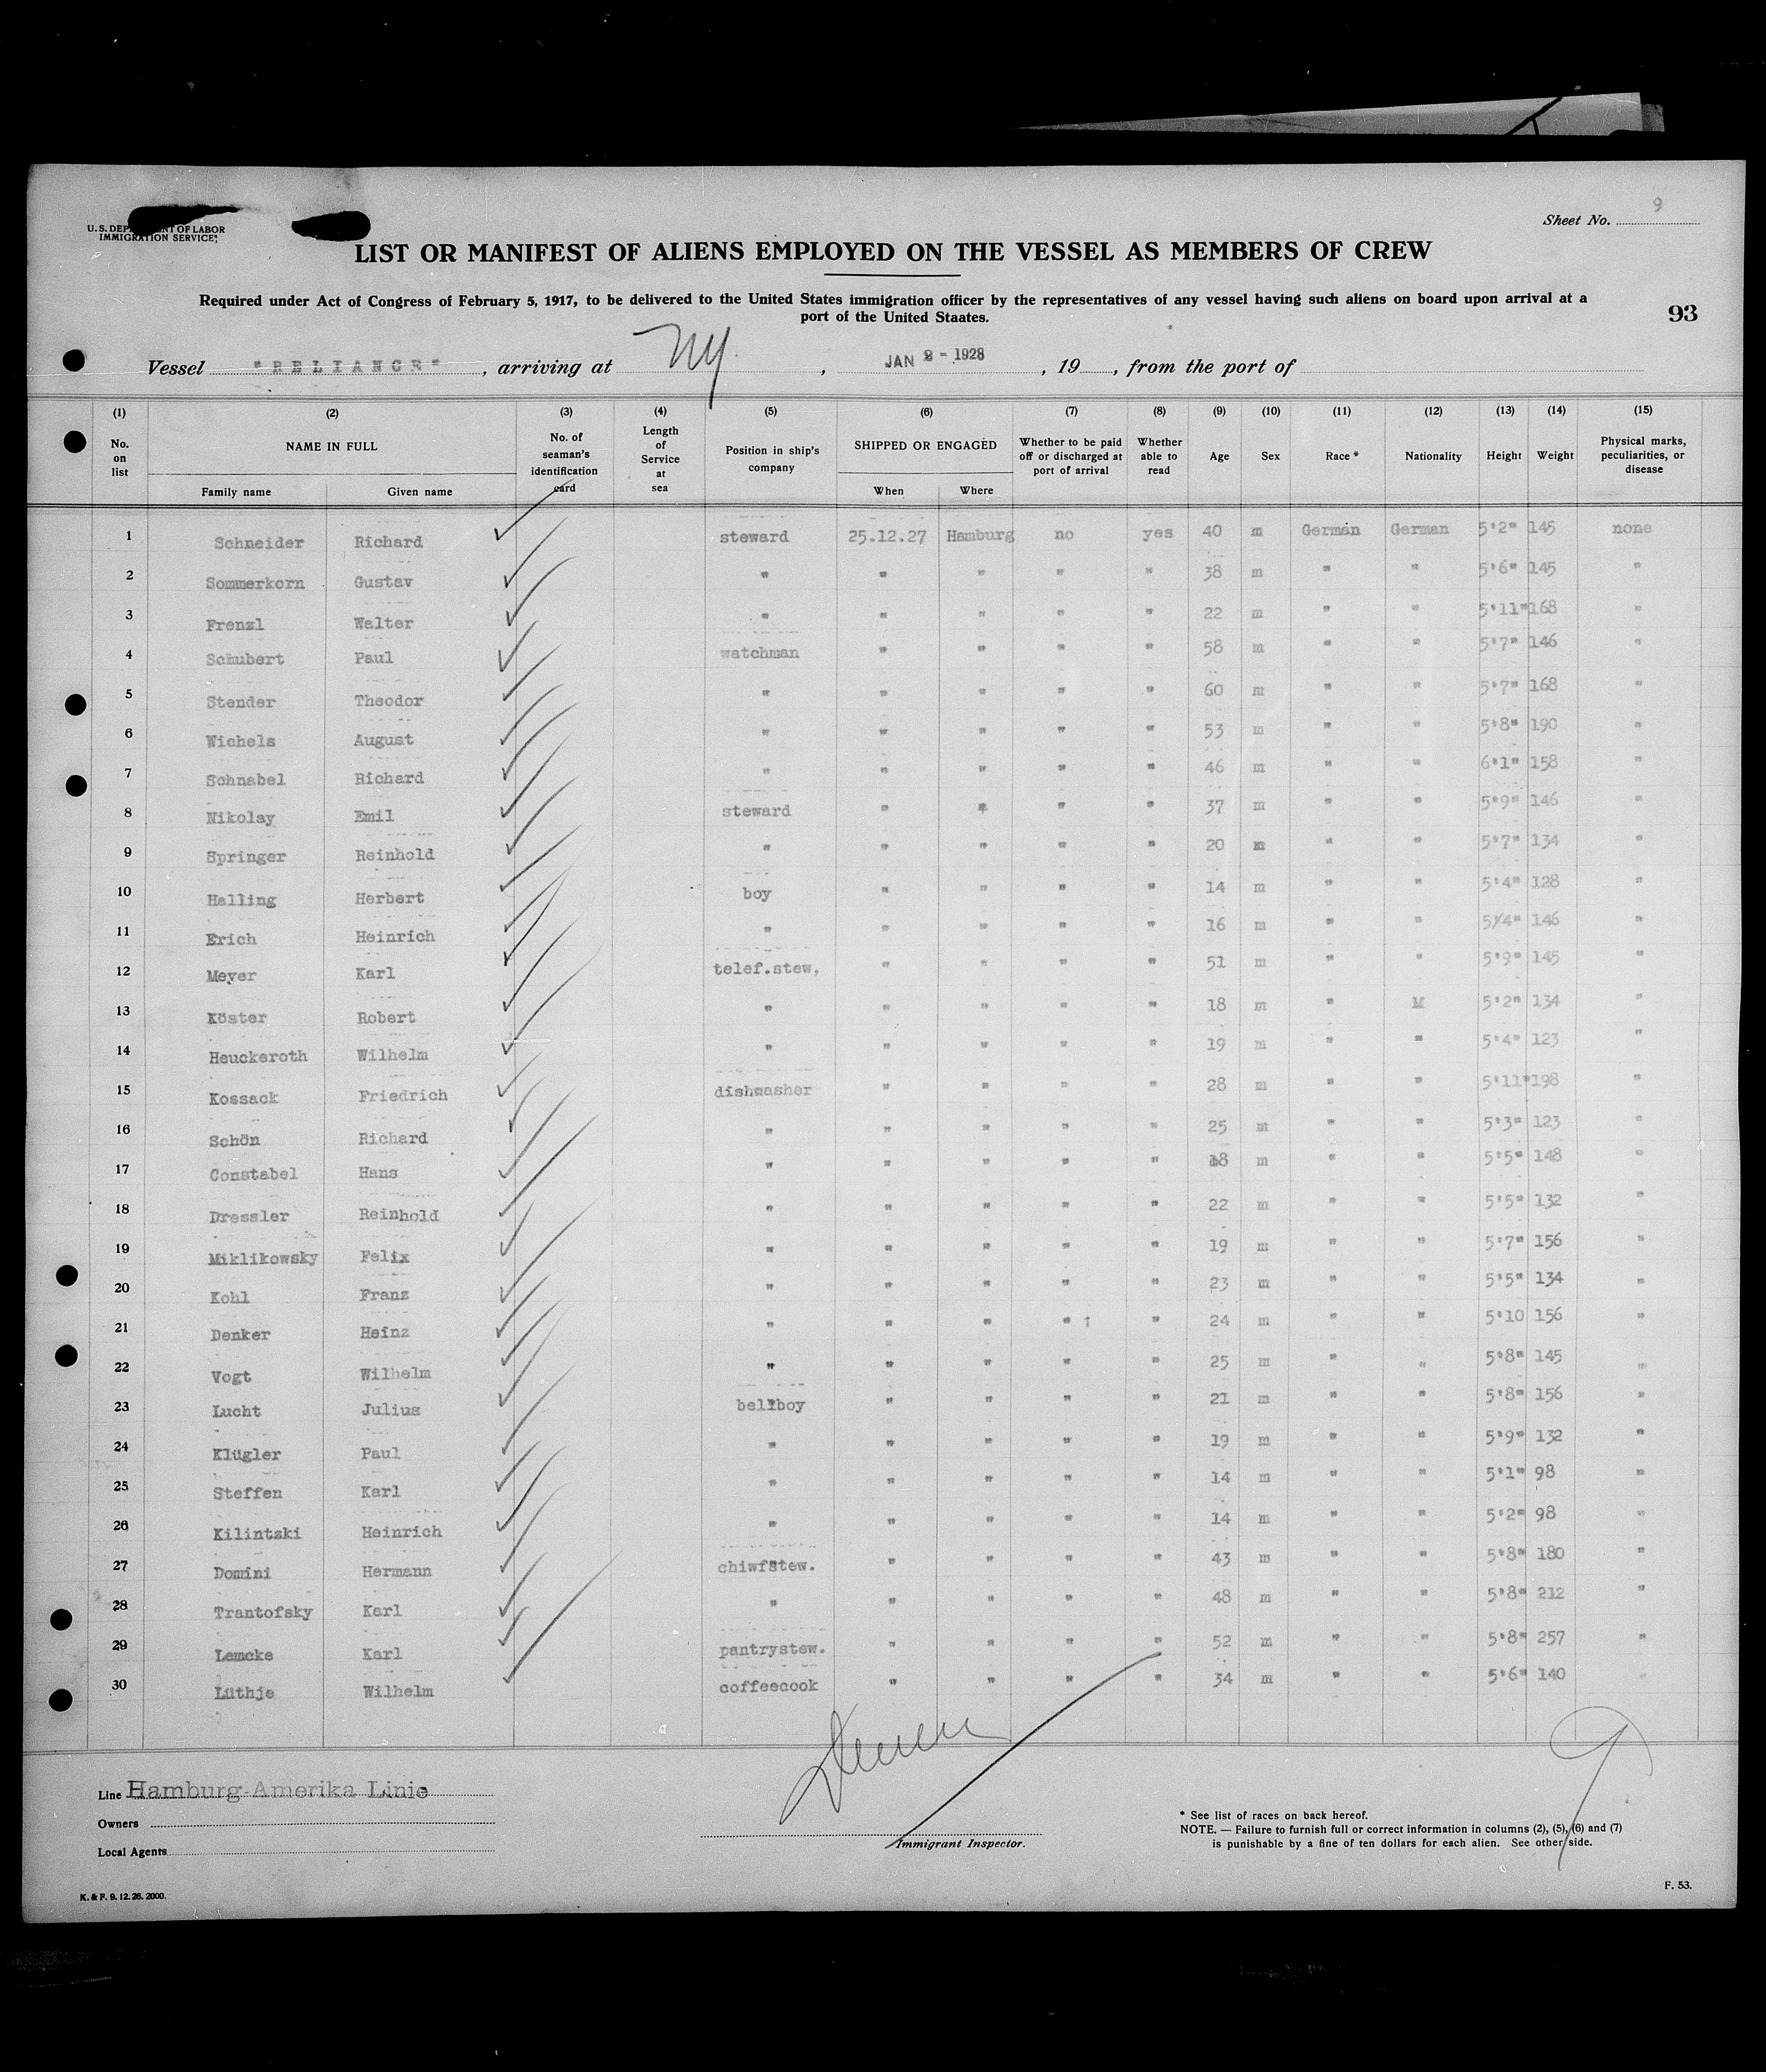 Sheet No. 9
U. S. DEPARTMENT OF LABOR
IMMIGRATION SERVICE
LIST OR MANIFEST OF ALIENS EMPLOYED ON THE VESSEL AS MEMBERS OF CREW
Required under Act of Congress of February 5, 1917, to be delivered to the United States immigration officer by the representatives of any vessel having such aliens on board upon arrival at a
port of the United Staates.
93
Vessel "RELIANCE", arriving at NY, JAN 2 - 1928, 19, from the port of
(1) (2) (3) (4) (5) (6) (7) (8) (9) (10) (11) (12) (13) (14) (15)
No. on list NAME IN FULL No. of seaman's identification card Length of Service at sea Position in ship's company SHIPPED OR ENGAGED Whether to be paid off or discharged at port of arrival Whether able to read Age Sex Race * Nationality Height Weight Physical marks, peculiarities, or disease
Family name Given name When Where
1 Schneider Richard steward 25.12.27 Hamburg no yes 40 m German German 5'2" 145 none
2 Sommerkorn Gustav " " " " " 38 m " " 5'6" 145 "
3 Frenzl Walter " " " " " 22 m " " 5'11" 168 "
4 Schubert Paul watchman " " " " 58 m " " 5'7" 146 "
5 Stender Theodor " " " " " 60 m " " 5'7" 168 "
6 Wichels August " " " " " 53 m " " 5'8" 190 "
7 Schnabel Richard " " " " " 46 m " " 6'1" 158 "
8 Nikolay Emil steward " " " " 37 m " " 5'9" 146 "
9 Springer Reinhold " " " " " 20 m " " 5'7" 134 "
10 Halling Herbert boy " " " " 14 m " " 5'4" 128 "
11 Erich Heinrich " " " " " 16 m " " 5'4" 146 "
12 Meyer Karl telef.stew, " " " " 51 m " " 5'9" 145 "
13 Köster Robert " " " " " 18 m " M 5'2" 134 "
14 Heuckeroth Wilhelm " " " " " 19 m " " 5'4" 123 "
15 Kossack Friedrich dishwasher " " " " 28 m " " 5'11" 198 "
16 Schön Richard " " " " " 25 m " " 5'3" 123 "
17 Constabel Hans " " " " " 18 m " " 5'5" 148 "
18 Dressler Reinhold " " " " " 22 m " " 5'5" 132 "
19 Miklikowsky Felix " " " " " 19 m " " 5'7" 156 "
20 Kohl Franz " " " " " 23 m " " 5'5" 134 "
21 Denker Heinz " " " " " 24 m " " 5'10 156 "
22 Vogt Wilhelm " " " " " 25 m " " 5'8" 145 "
23 Lucht Julius bellboy " " " " 21 m " " 5'8" 156 "
24 Klügler Paul " " " " " 19 m " " 5'9" 132 "
25 Steffen Karl " " " " " 14 m " " 5'1" 98 "
26 Kilintzki Heinrich " " " " " 14 m " " 5'2" 98 "
27 Domini Hermann chiwfstew. " " " " 43 m " " 5'8" 180 "
28 Trantofsky Karl " " " " " 48 m " " 5'8" 212 "
29 Lemcke Karl pantrystew. " " " " 52 m " " 5'8" 257 "
30 Lüthje Wilhelm coffeecook " " " " 34 m " " 5'6" 140 "
Line Hamburg-Amerika Linie
Owners
Local Agents
Immigrant Inspector.
* See list of races on back hereof.
NOTE. — Failure to furnish full or correct information in columns (2), (5), (6) and (7)
is punishable by a fine of ten dollars for each alien. See other side.
9
K. & F. 9. 12. 26. 2000.
F. 53.